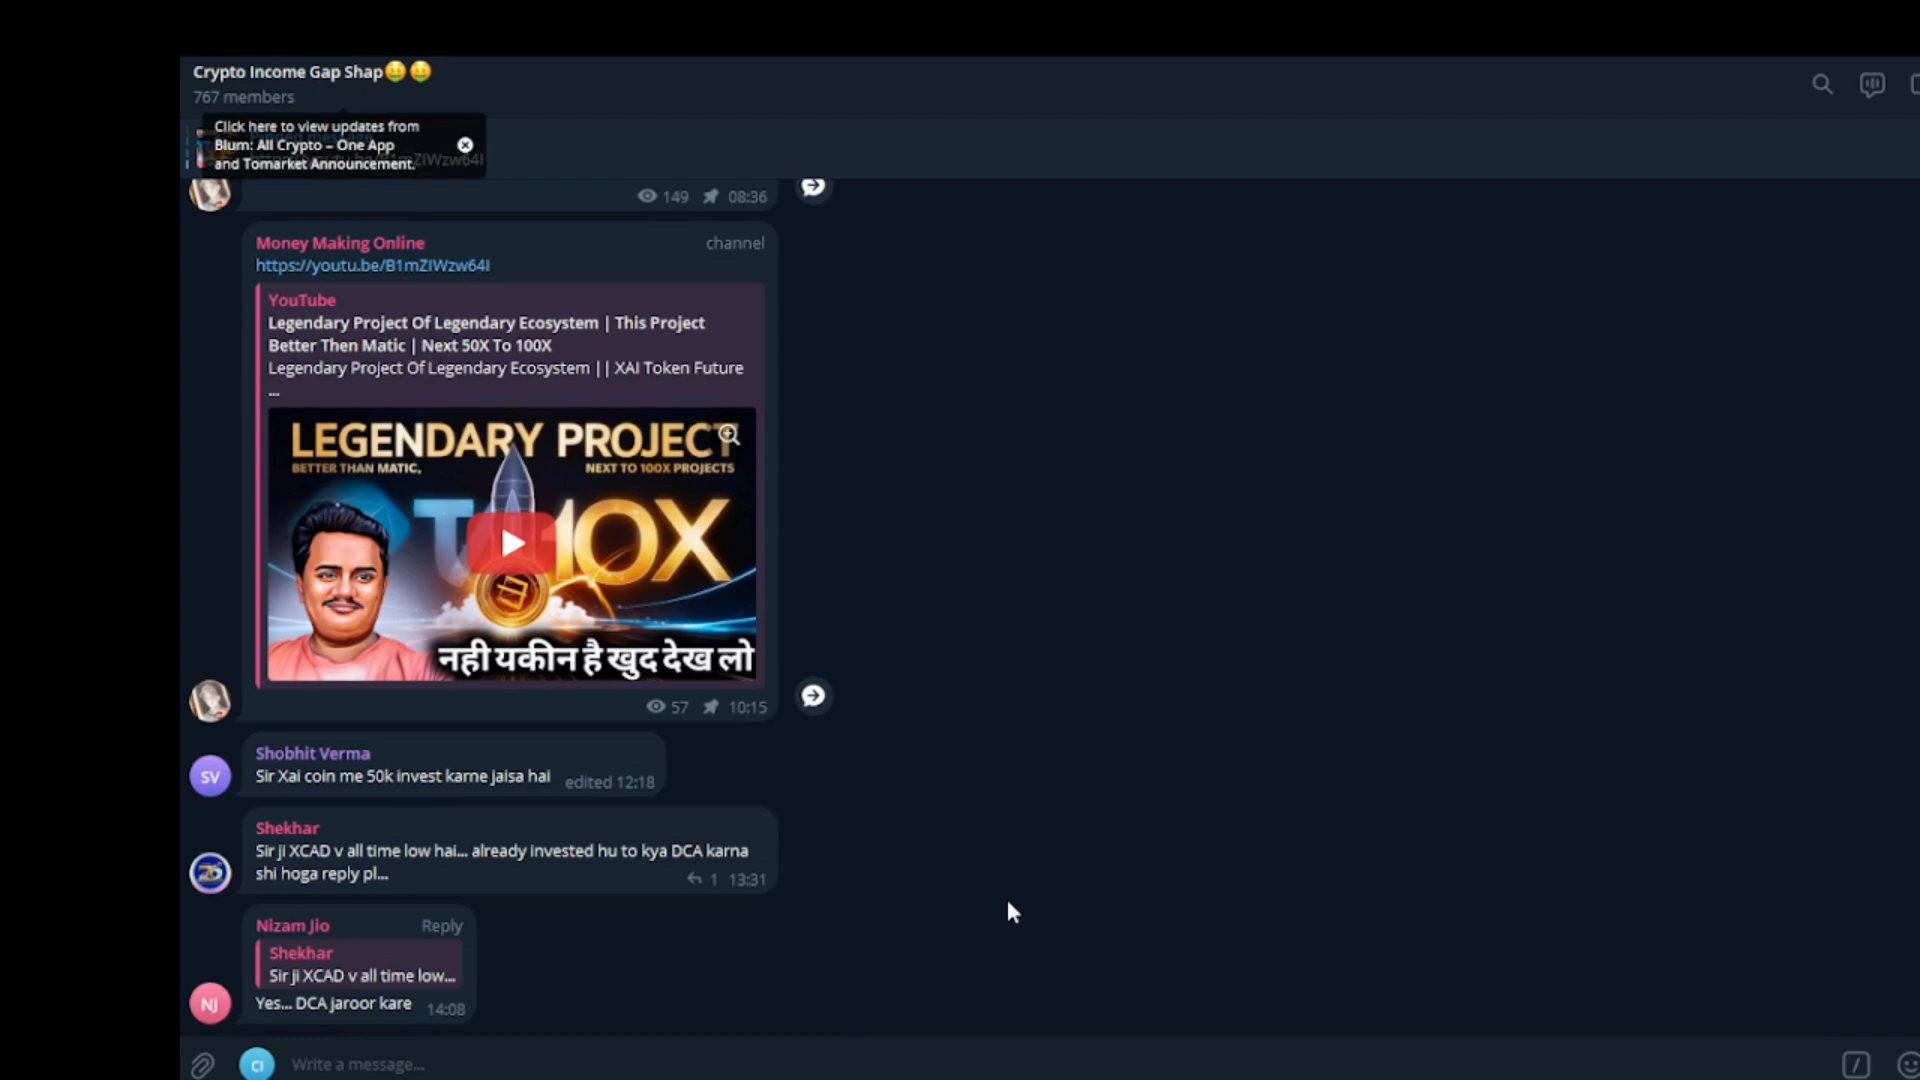 Crypto Income Gap Shap🤑🤑
767 members
Click here to view updates from
Blum: All Crypto – One App
and Tomarket Announcement.
149 08:36
Money Making Online channel
https://youtu.be/B1mZIWzw64I
YouTube
Legendary Project Of Legendary Ecosystem | This Project
Better Then Matic | Next 50X To 100X
Legendary Project Of Legendary Ecosystem || XAI Token Future
...
LEGENDARY PROJECT
BETTER THAN MATIC, NEXT TO 100X PROJECTS
10X
नही यकीन है खुद देख लो
57 10:15
Shobhit Verma
SV
Sir Xai coin me 50k invest karne jaisa hai edited 12:18
Shekhar
Sir ji XCAD v all time low hai... already invested hu to kya DCA karna
shi hoga reply pl... 1 13:31
Nizam Jio Reply
Shekhar
Sir ji XCAD v all time low...
NJ
Yes... DCA jaroor kare 14:08
CI
Write a message...